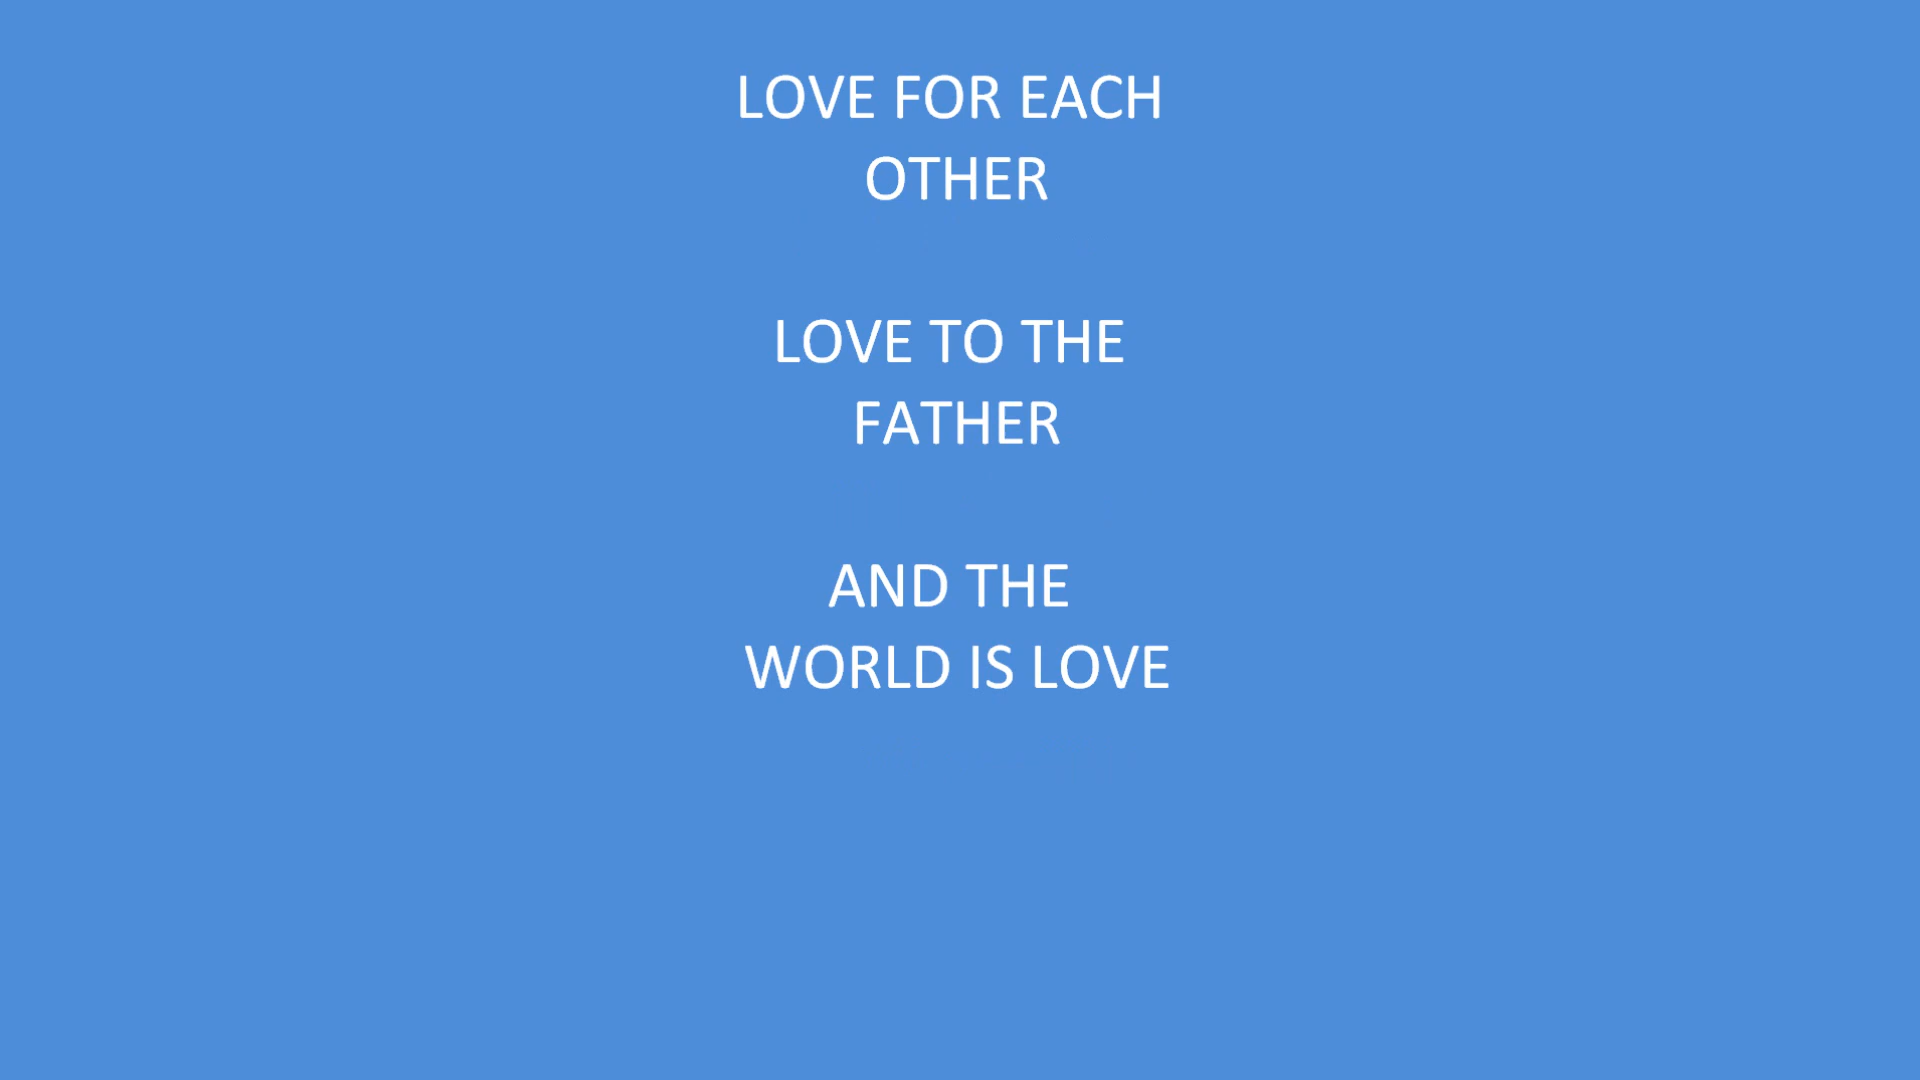 LOVE FOR EACH
OTHER
LOVE TO THE
FATHER
AND THE
WORLD IS LOVE